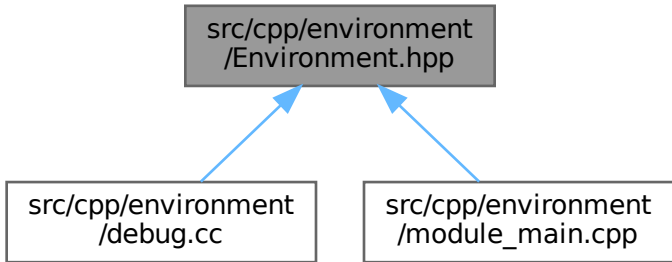 src/cpp/environment
/Environment.hpp
src/cpp/environment
/debug.cc
src/cpp/environment
/module_main.cpp